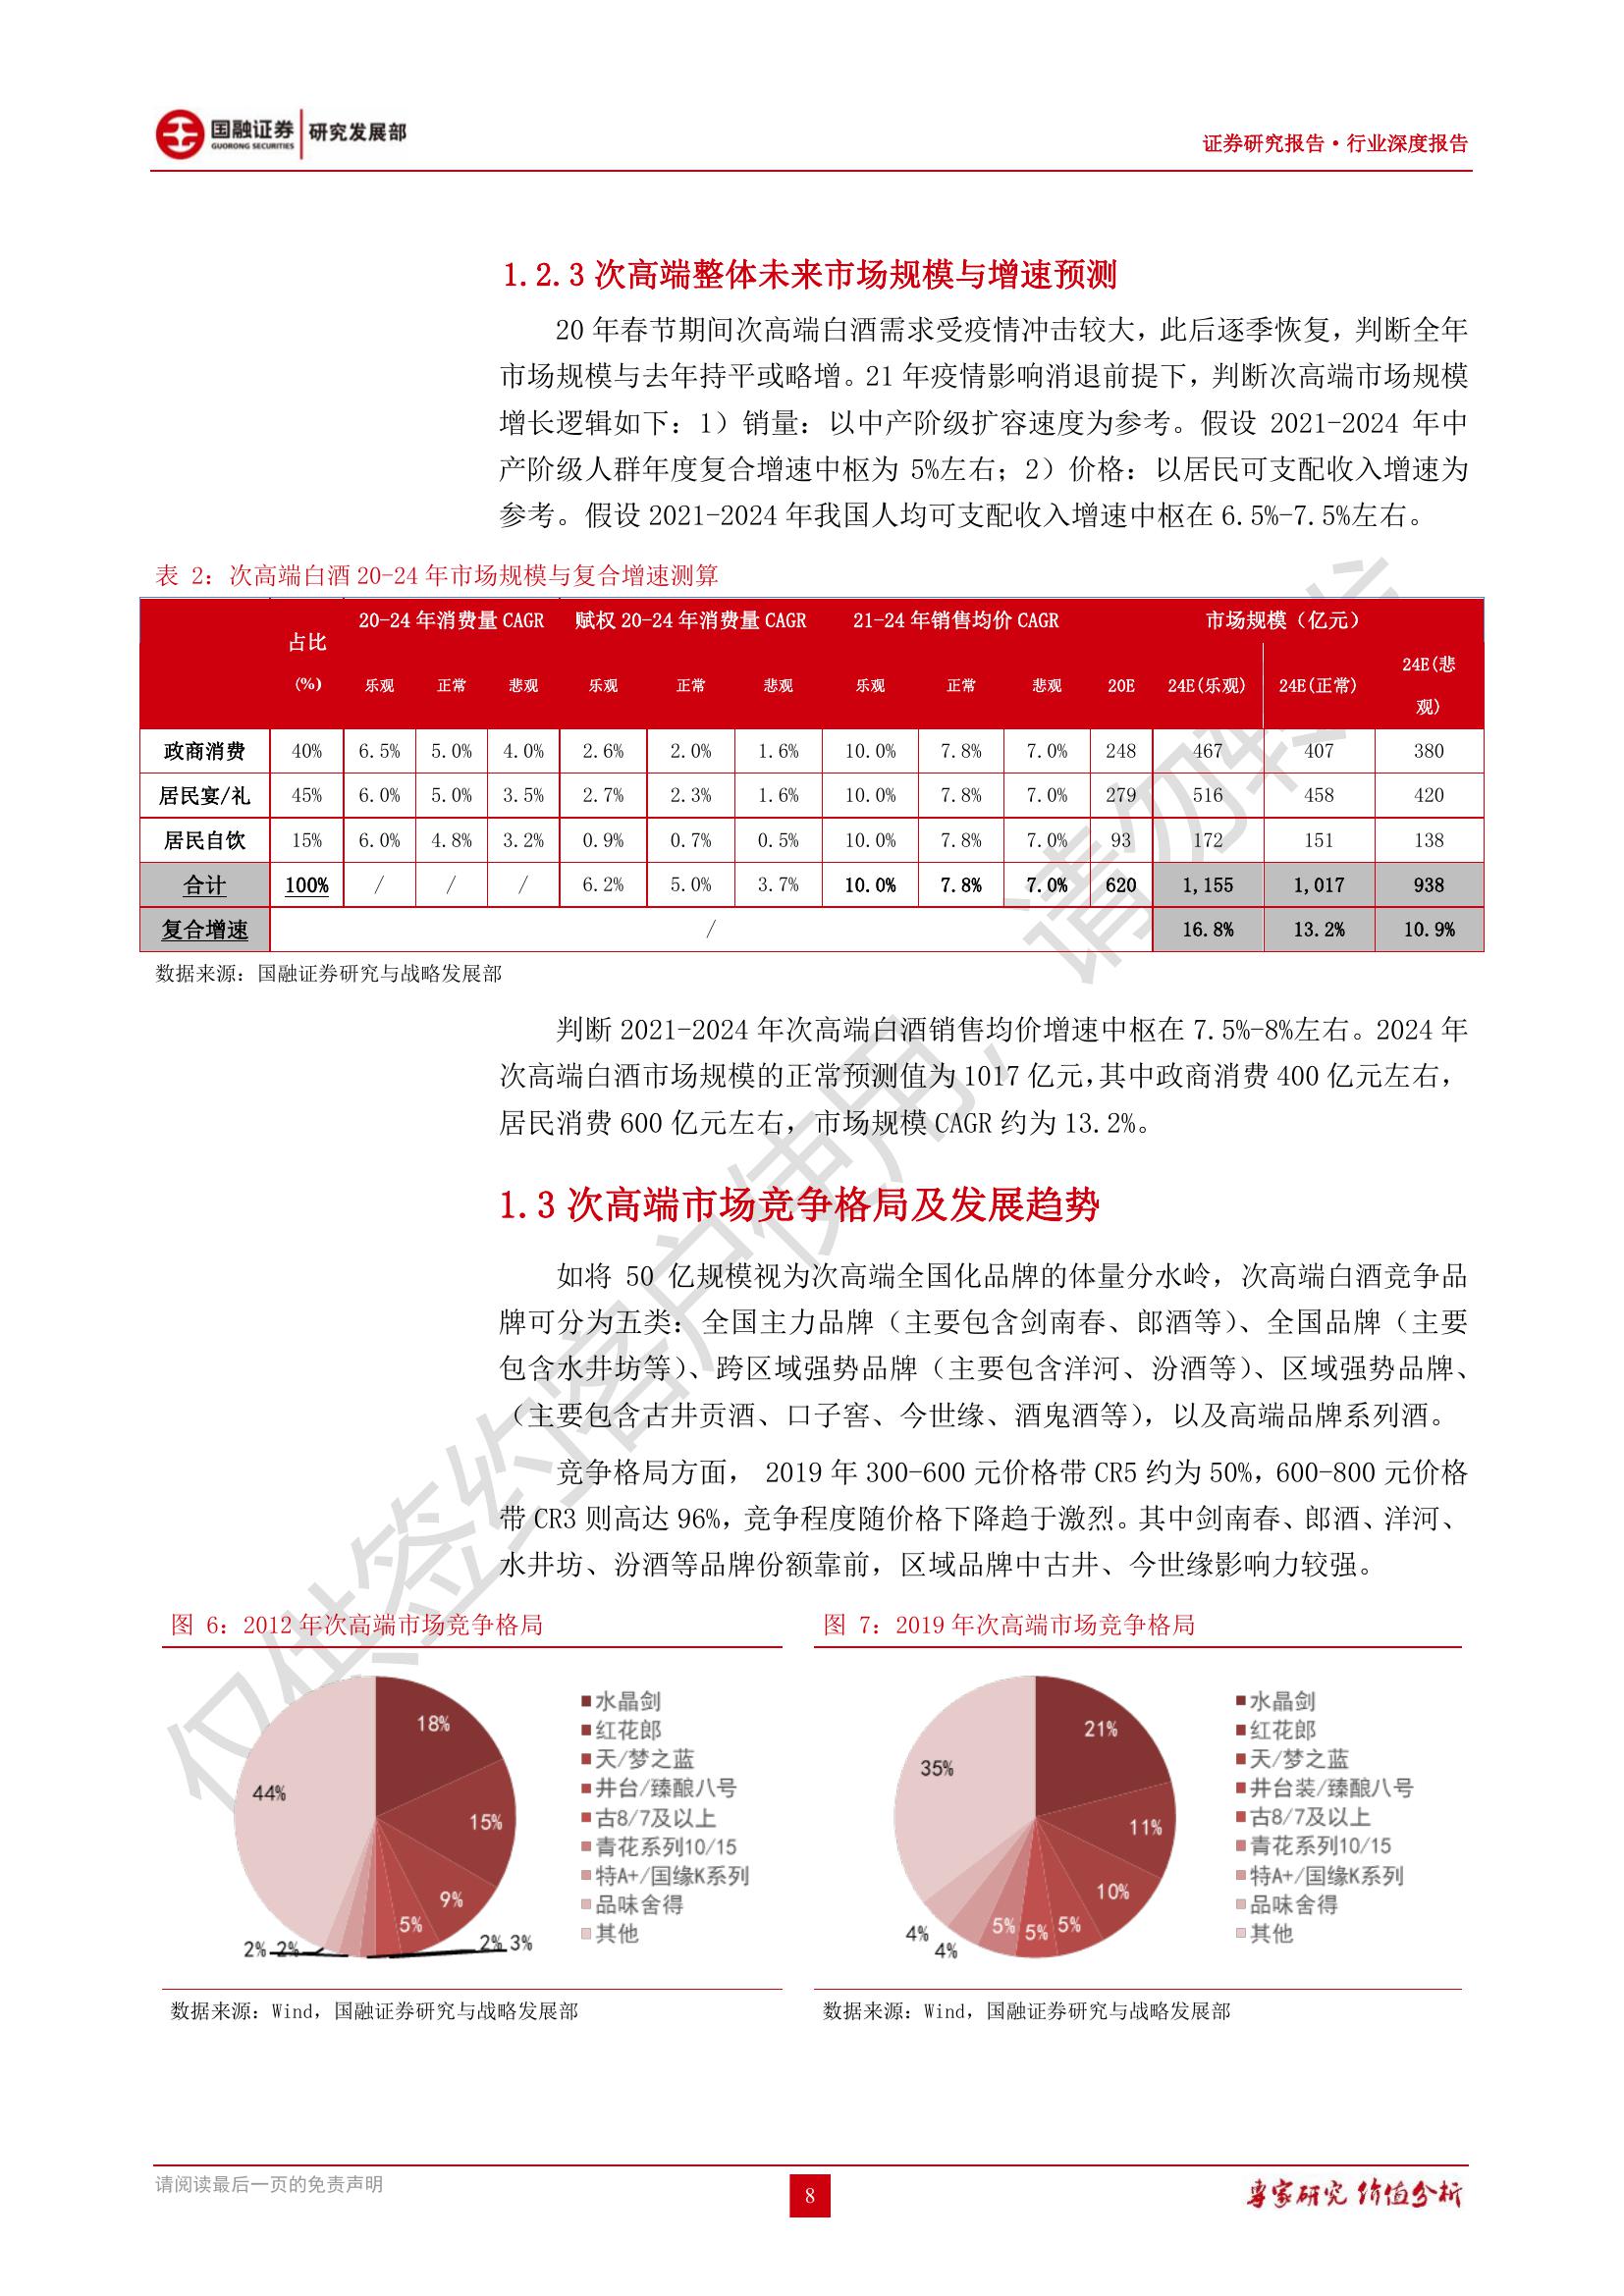 国融证券 GUORONG SECURITIES 研究发展部
证券研究报告·行业深度报告
1.2.3 次高端整体未来市场规模与增速预测
20 年春节期间次高端白酒需求受疫情冲击较大，此后逐季恢复，判断全年
市场规模与去年持平或略增。21 年疫情影响消退前提下，判断次高端市场规模
增长逻辑如下：1）销量：以中产阶级扩容速度为参考。假设 2021-2024 年中
产阶级人群年度复合增速中枢为 5%左右；2）价格：以居民可支配收入增速为
参考。假设 2021-2024 年我国人均可支配收入增速中枢在 6.5%-7.5%左右。
表 2：次高端白酒 20-24 年市场规模与复合增速测算
占比(%) 20-24 年消费量 CAGR 赋权 20-24 年消费量 CAGR 21-24 年销售均价 CAGR 市场规模（亿元）
乐观 正常 悲观 乐观 正常 悲观 乐观 正常 悲观 20E 24E(乐观) 24E(正常) 24E(悲观)
政商消费 40% 6.5% 5.0% 4.0% 2.6% 2.0% 1.6% 10.0% 7.8% 7.0% 248 467 407 380
居民宴/礼 45% 6.0% 5.0% 3.5% 2.7% 2.3% 1.6% 10.0% 7.8% 7.0% 279 516 458 420
居民自饮 15% 6.0% 4.8% 3.2% 0.9% 0.7% 0.5% 10.0% 7.8% 7.0% 93 172 151 138
合计 100% / / / 6.2% 5.0% 3.7% 10.0% 7.8% 7.0% 620 1,155 1,017 938
复合增速 / 16.8% 13.2% 10.9%
数据来源：国融证券研究与战略发展部
判断 2021-2024 年次高端白酒销售均价增速中枢在 7.5%-8%左右。2024 年
次高端白酒市场规模的正常预测值为 1017 亿元，其中政商消费 400 亿元左右，
居民消费 600 亿元左右，市场规模 CAGR 约为 13.2%。
1.3 次高端市场竞争格局及发展趋势
如将 50 亿规模视为次高端全国化品牌的体量分水岭，次高端白酒竞争品
牌可分为五类：全国主力品牌（主要包含剑南春、郎酒等）、全国品牌（主要
包含水井坊等）、跨区域强势品牌（主要包含洋河、汾酒等）、区域强势品牌、
（主要包含古井贡酒、口子窖、今世缘、酒鬼酒等），以及高端品牌系列酒。
竞争格局方面， 2019 年 300-600 元价格带 CR5 约为 50%，600-800 元价格
带 CR3 则高达 96%，竞争程度随价格下降趋于激烈。其中剑南春、郎酒、洋河、
水井坊、汾酒等品牌份额靠前，区域品牌中古井、今世缘影响力较强。
图 6：2012 年次高端市场竞争格局
18%
15%
9%
5%
3%
2%
2%
2%
44%
水晶剑
红花郎
天/梦之蓝
井台/臻酿八号
古8/7及以上
青花系列10/15
特A+/国缘K系列
品味舍得
其他
数据来源：Wind，国融证券研究与战略发展部
图 7：2019 年次高端市场竞争格局
21%
11%
10%
5%
5%
5%
4%
4%
35%
水晶剑
红花郎
天/梦之蓝
井台装/臻酿八号
古8/7及以上
青花系列10/15
特A+/国缘K系列
品味舍得
其他
数据来源：Wind，国融证券研究与战略发展部
请阅读最后一页的免责声明
8
专家研究 价值分析
仅供签约客户使用，请勿转